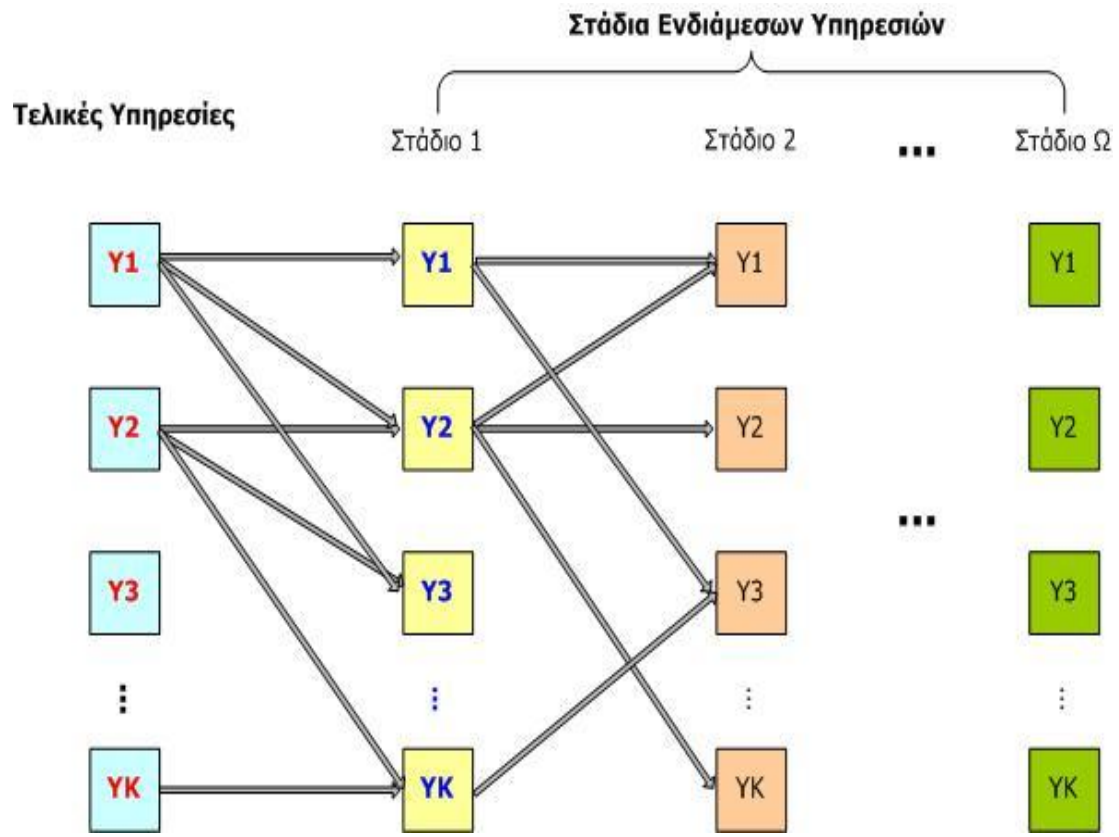 Στάδια Ενδιάμεσων Υπηρεσιών
Τελικές Υπηρεσίες
Στάδιο 1 Στάδιο 2 ... Στάδιο Ω
Υ1 Υ1 Υ1 Υ1
Υ2 Υ2 Υ2 Υ2
...
Υ3 Υ3 Υ3 Υ3
⋮ ⋮ ⋮ ⋮
ΥΚ ΥΚ ΥΚ ΥΚ